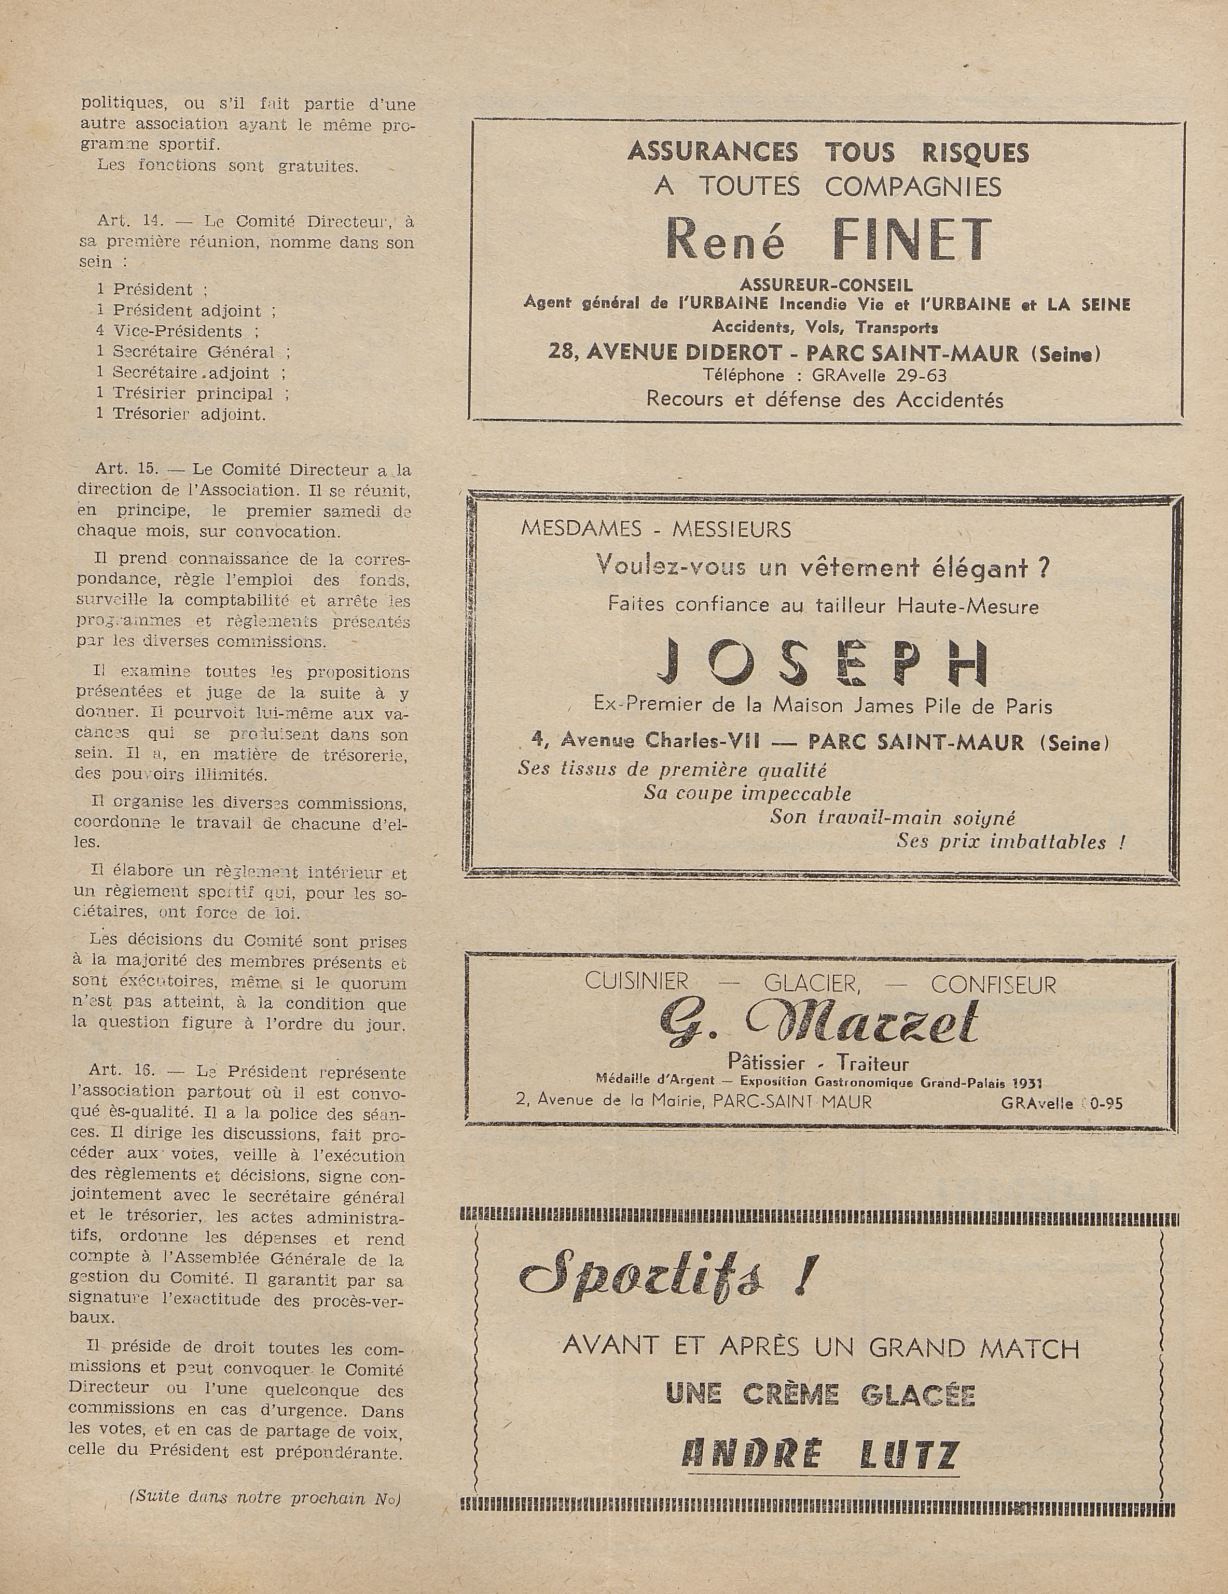 politiques, ou s'il fait partie d'une
autre association ayant le même pro-
gramme sportif.
Les fonctions sont gratuites.
Art. 14. — Le Comité Directeur, à
sa première réunion, nomme dans son
sein :
1 Président ;
1 Président adjoint ;
4 Vice-Présidents ;
1 Secrétaire Général ;
1 Secrétaire adjoint ;
1 Trésirier principal ;
1 Trésorier adjoint.
Art. 15. — Le Comité Directeur a la
direction de l'Association. Il se réunit,
en principe, le premier samedi de
chaque mois, sur convocation.
Il prend connaissance de la corres-
pondance, règle l'emploi des fonds,
surveille la comptabilité et arrête les
programmes et règlements présentés
par les diverses commissions.
Il examine toutes les propositions
présentées et juge de la suite à y
donner. Il pourvoit lui-même aux va-
cances qui se produisent dans son
sein. Il a, en matière de trésorerie,
des pouvoirs illimités.
Il organise les diverses commissions,
coordonne le travail de chacune d'el-
les.
Il élabore un règlement intérieur et
un règlement sportif qui, pour les so-
ciétaires, ont force de loi.
Les décisions du Comité sont prises
à la majorité des membres présents et
sont exécutoires, même si le quorum
n'est pas atteint, à la condition que
la question figure à l'ordre du jour.
Art. 16. — Le Président représente
l'association partout où il est convo-
qué ès-qualité. Il a la police des séan-
ces. Il dirige les discussions, fait pro-
céder aux votes, veille à l'exécution
des règlements et décisions, signe con-
jointement avec le secrétaire général
et le trésorier, les actes administra-
tifs, ordonne les dépenses et rend
compte à l'Assemblée Générale de la
gestion du Comité. Il garantit par sa
signature l'exactitude des procès-ver-
baux.
Il préside de droit toutes les com-
missions et peut convoquer le Comité
Directeur ou l'une quelconque des
commissions en cas d'urgence. Dans
les votes, et en cas de partage de voix,
celle du Président est prépondérante.
(Suite dans notre prochain No)
ASSURANCES TOUS RISQUES
A TOUTES COMPAGNIES
René FINET
ASSUREUR-CONSEIL
Agent général de l'URBAINE Incendie Vie et l'URBAINE et LA SEINE
Accidents, Vols, Transports
28, AVENUE DIDEROT - PARC SAINT-MAUR (Seine)
Téléphone : GRAvelle 29-63
Recours et défense des Accidentés
MESDAMES - MESSIEURS
Voulez-vous un vêtement élégant ?
Faites confiance au tailleur Haute-Mesure
JOSEPH
Ex-Premier de la Maison James Pile de Paris
4, Avenue Charles-VII — PARC SAINT-MAUR (Seine)
Ses tissus de première qualité
Sa coupe impeccable
Son travail-main soigné
Ses prix imbattables !
CUISINIER — GLACIER, — CONFISEUR
G. Marzet
Pâtissier - Traiteur
Médaille d'Argent — Exposition Gastronomique Grand-Palais 1931
2, Avenue de la Mairie, PARC-SAINT MAUR GRAvelle 0-95
Sportifs !
AVANT ET APRÈS UN GRAND MATCH
UNE CRÈME GLACÉE
ANDRÉ LUTZ